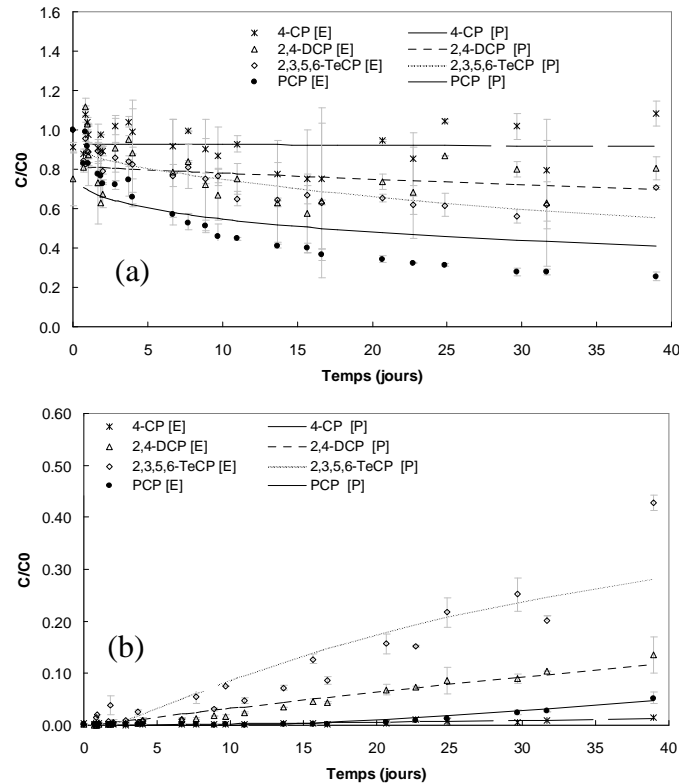 4-CP [E] 4-CP [P]
2,4-DCP [E] 2,4-DCP [P]
2,3,5,6-TeCP [E] 2,3,5,6-TeCP [P]
PCP [E] PCP [P]
C/C0
1.6
1.4
1.2
1.0
0.8
0.6
0.4
0.2
0.0
(a)
0 5 10 15 20 25 30 35 40
Temps (jours)
4-CP [E] 4-CP [P]
2,4-DCP [E] 2,4-DCP [P]
2,3,5,6-TeCP [E] 2,3,5,6-TeCP [P]
PCP [E] PCP [P]
C/C0
0.60
0.50
0.40
0.30
0.20
0.10
0.00
(b)
0 5 10 15 20 25 30 35 40
Temps (jours)